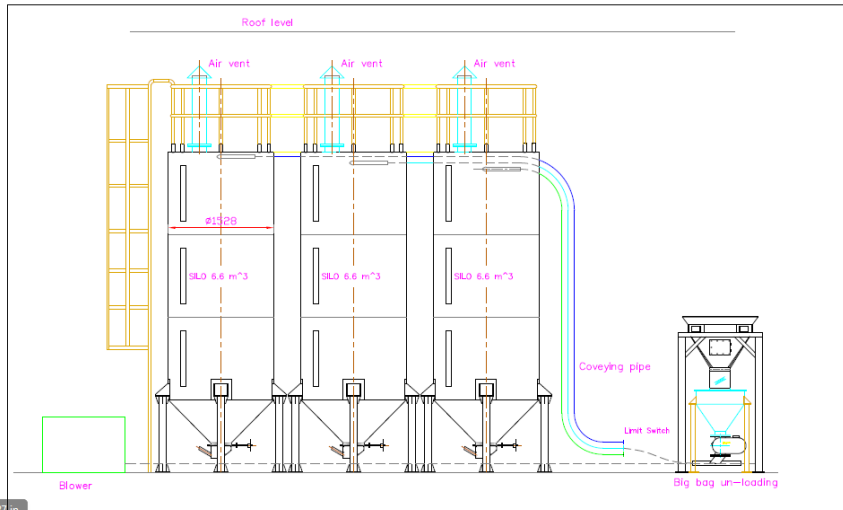 Roof level
Air vent
Air vent
Air vent
Ø1528
SILO 6.6 m^3
SILO 6.6 m^3
SILO 6.6 m^3
Coveying pipe
Limit Switch
Blower
Big bag un-loading